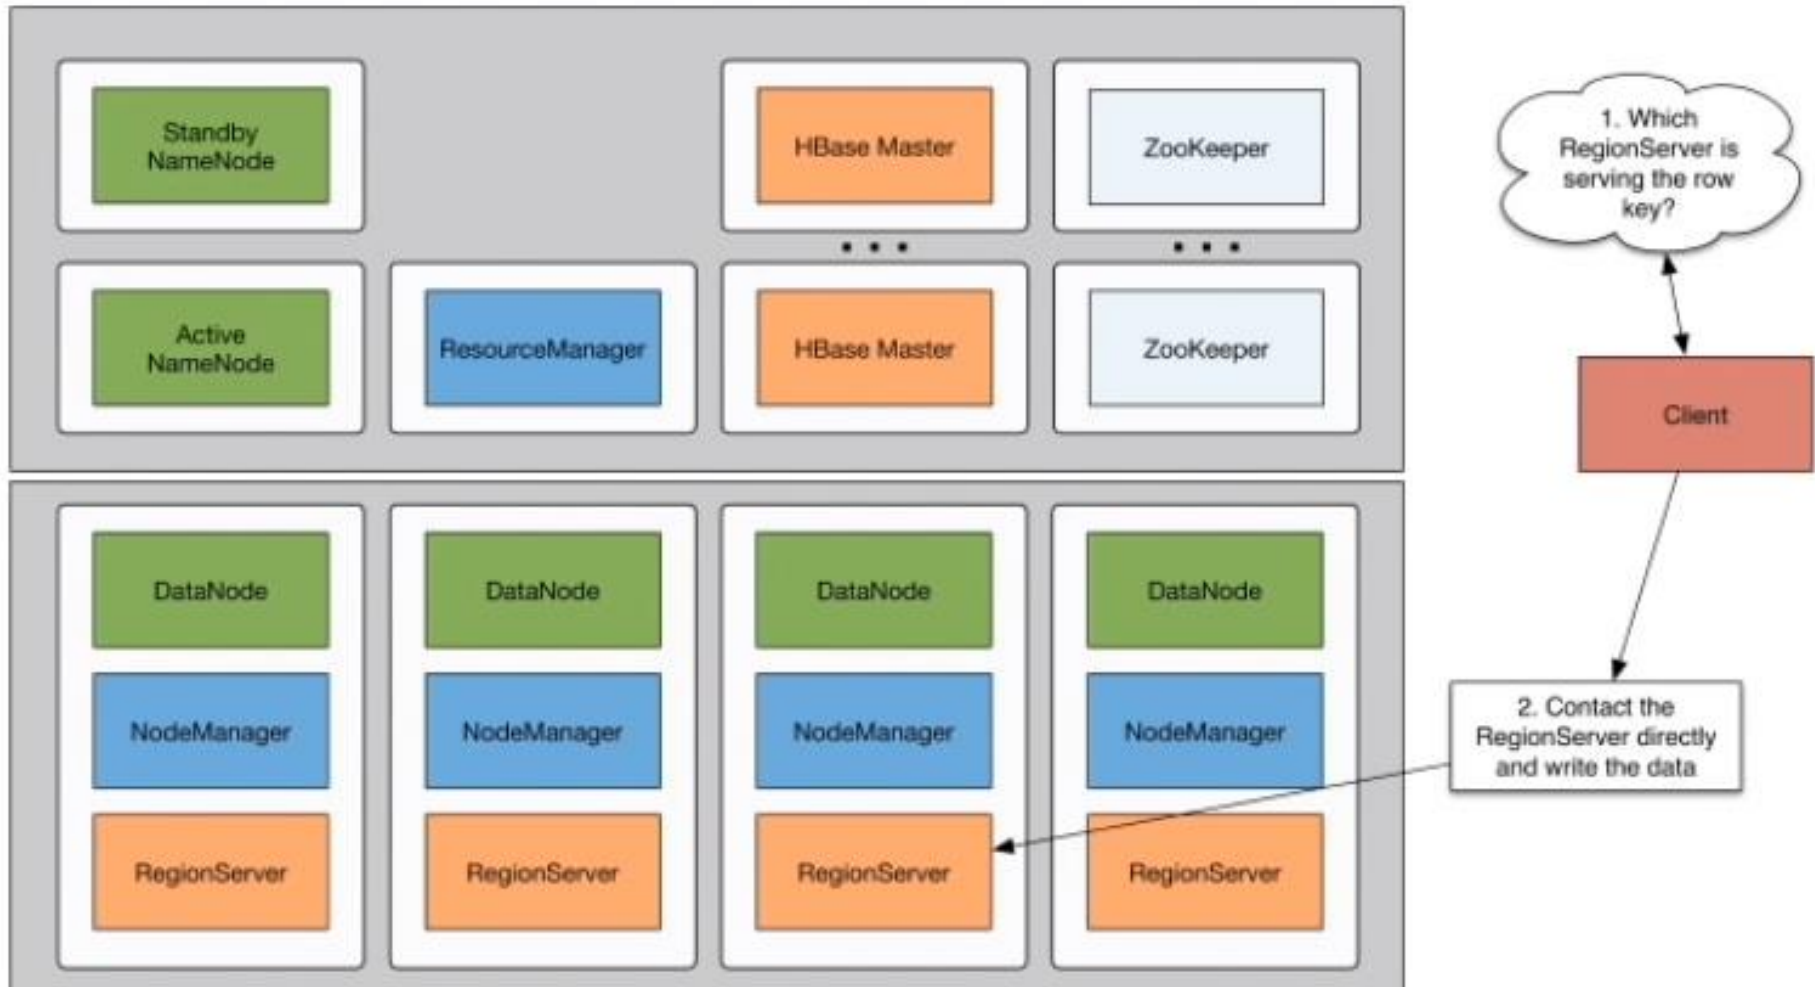 Standby
NameNode
HBase Master
ZooKeeper
1. Which
RegionServer is
serving the row
key?
. . .
. . .
Active
NameNode
ResourceManager
HBase Master
ZooKeeper
Client
DataNode
DataNode
DataNode
DataNode
NodeManager
NodeManager
NodeManager
NodeManager
2. Contact the
RegionServer directly
and write the data
RegionServer
RegionServer
RegionServer
RegionServer